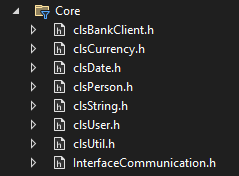 Core
clsBankClient.h
clsCurrency.h
clsDate.h
clsPerson.h
clsString.h
clsUser.h
clsUtil.h
InterfaceCommunication.h